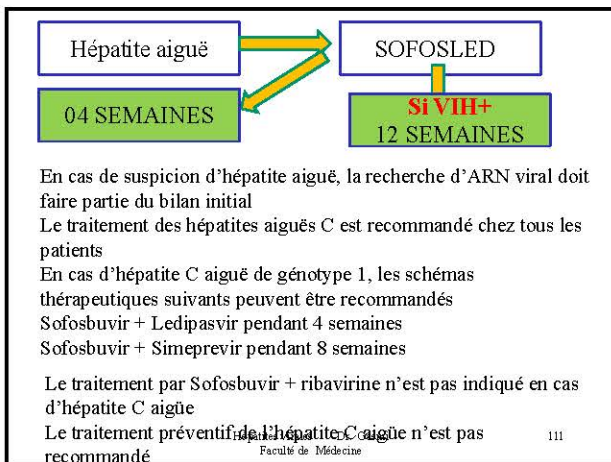 Hépatite aiguë
SOFOSLED
04 SEMAINES
Si VIH+
12 SEMAINES
En cas de suspicion d’hépatite aiguë, la recherche d’ARN viral doit
faire partie du bilan initial
Le traitement des hépatites aiguës C est recommandé chez tous les
patients
En cas d’hépatite C aiguë de génotype 1, les schémas
thérapeutiques suivants peuvent être recommandés
Sofosbuvir + Ledipasvir pendant 4 semaines
Sofosbuvir + Simeprevir pendant 8 semaines
Le traitement par Sofosbuvir + ribavirine n’est pas indiqué en cas
d’hépatite C aigüe
Le traitement préventif de l’hépatite C aigüe n’est pas
recommandé
Hépatites Dr.
111
Faculté de Médecine